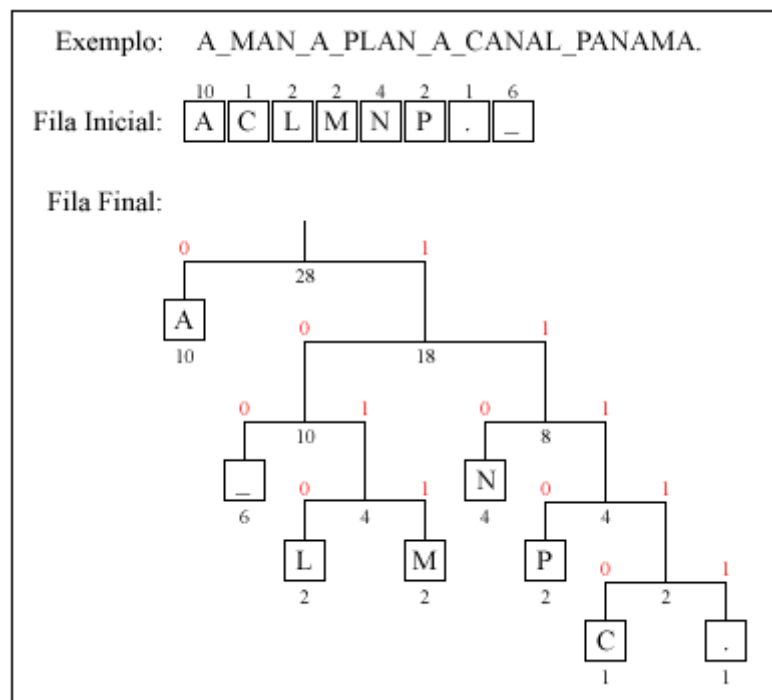 Exemplo: A_MAN_A_PLAN_A_CANAL_PANAMA.
10 1 2 2 4 2 1 6
Fila Inicial: A C L M N P . _
Fila Final:
0 1
28
A
10
0 1
18
0 1 0 1
10 8
_ N
6 4
0 1 0 1
4 4
L M P
2 2 2
0 1
2
C .
1 1